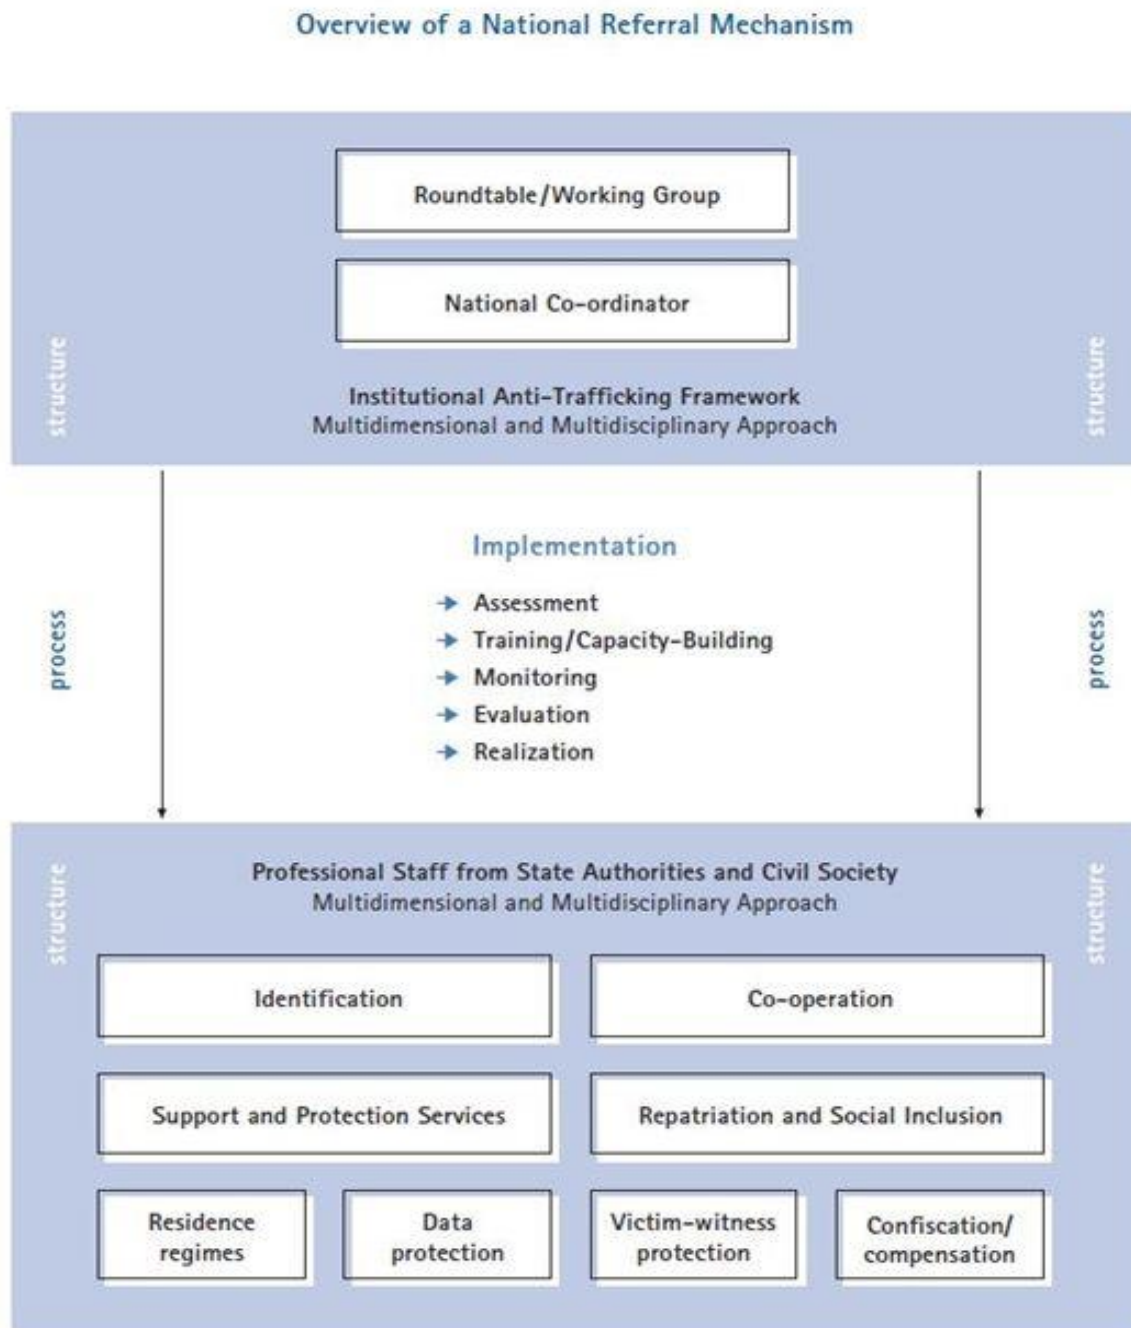 Overview of a National Referral Mechanism
Roundtable/Working Group
National Co-ordinator
structure
structure
Institutional Anti-Trafficking Framework
Multidimensional and Multidisciplinary Approach
Implementation
process
process
Assessment
Training/Capacity-Building
Monitoring
Evaluation
Realization
structure
structure
Professional Staff from State Authorities and Civil Society
Multidimensional and Multidisciplinary Approach
Identification
Co-operation
Support and Protection Services
Repatriation and Social Inclusion
Residence
regimes
Data
protection
Victim-witness
protection
Confiscation/
compensation